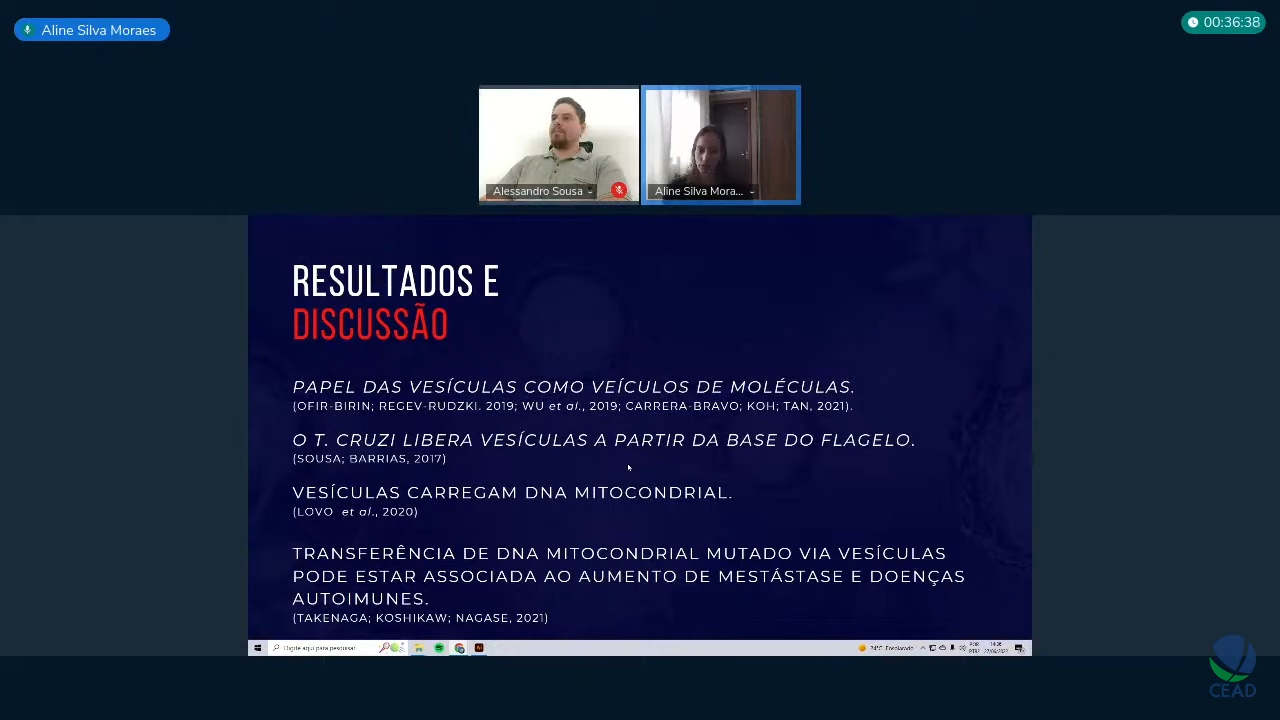 Aline Silva Moraes
00:36:38
Alessandro Sousa
Aline Silva Mora...
RESULTADOS E
DISCUSSÃO
PAPEL DAS VESÍCULAS COMO VEÍCULOS DE MOLÉCULAS.
(OFIR-BIRIN; REGEV-RUDZKI. 2019; WU et al., 2019; CARRERA-BRAVO; KOH; TAN, 2021).
O T. CRUZI LIBERA VESÍCULAS A PARTIR DA BASE DO FLAGELO.
(SOUSA; BARRIAS, 2017)
VESÍCULAS CARREGAM DNA MITOCONDRIAL.
(LOVO et al., 2020)
TRANSFERÊNCIA DE DNA MITOCONDRIAL MUTADO VIA VESÍCULAS
PODE ESTAR ASSOCIADA AO AUMENTO DE MESTÁSTASE E DOENÇAS
AUTOIMUNES.
(TAKENAGA; KOSHIKAW; NAGASE, 2021)
Digite aqui para pesquisar
24°C Ensolarado
POR
CEAD